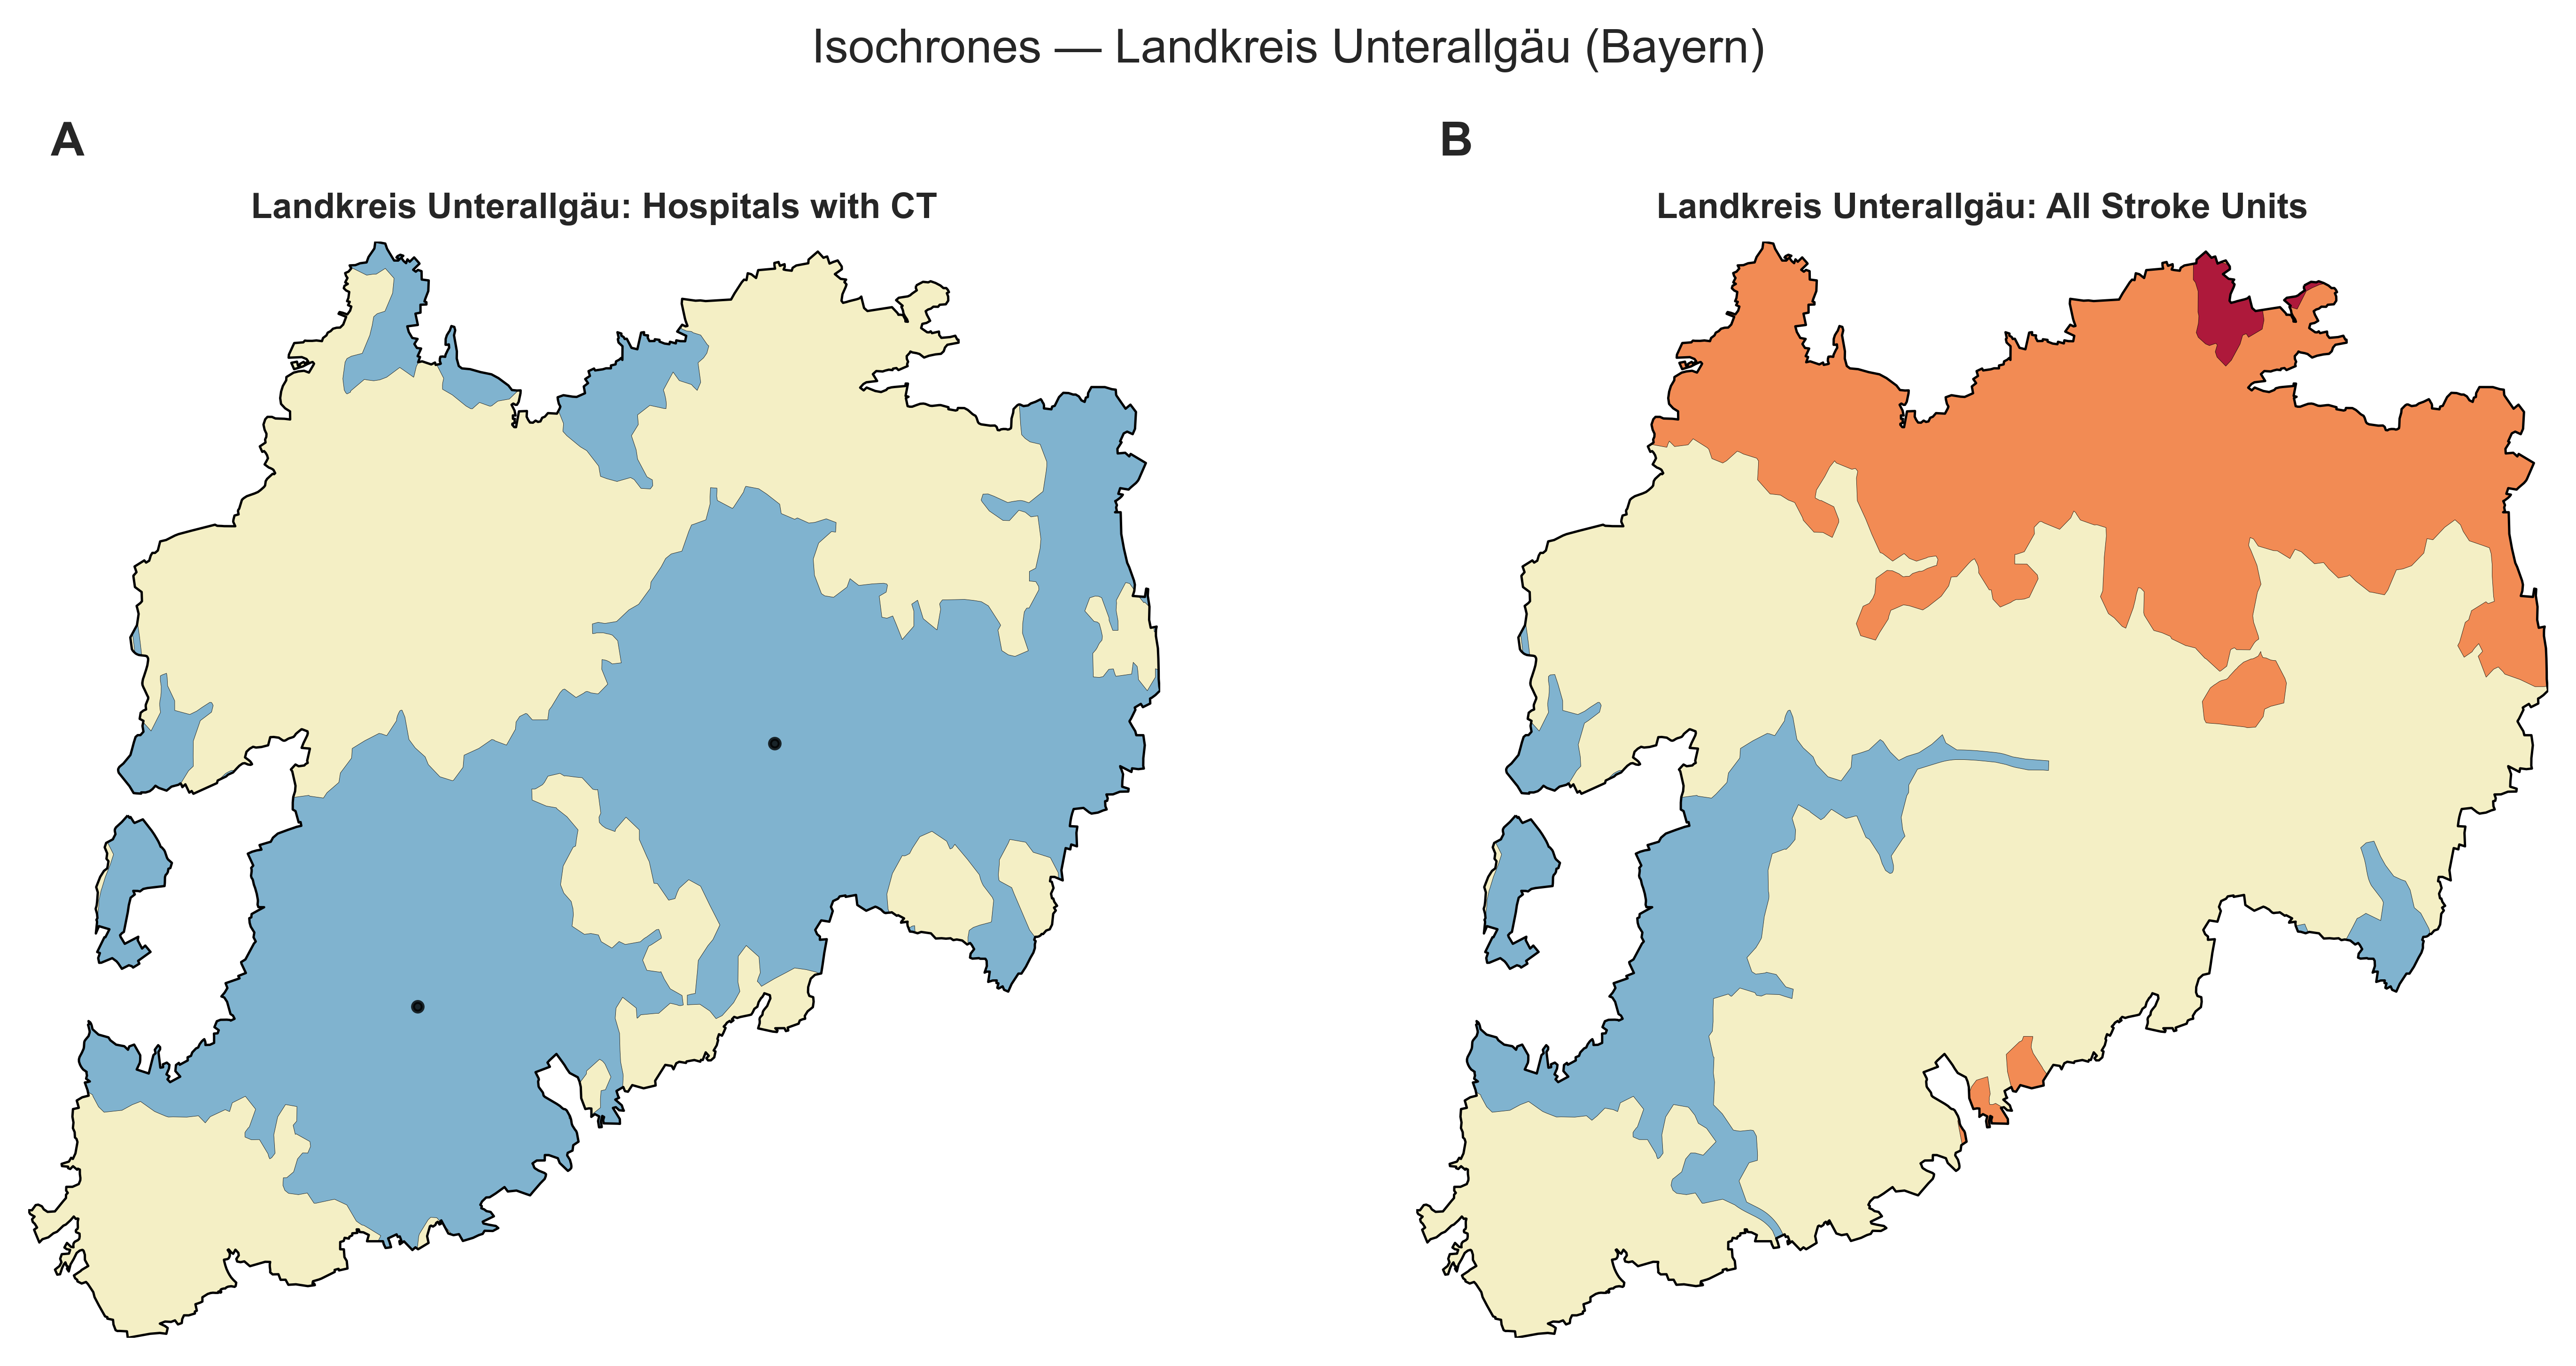 Isochrones — Landkreis Unterallgäu (Bayern)
A
B
Landkreis Unterallgäu: Hospitals with CT
Landkreis Unterallgäu: All Stroke Units